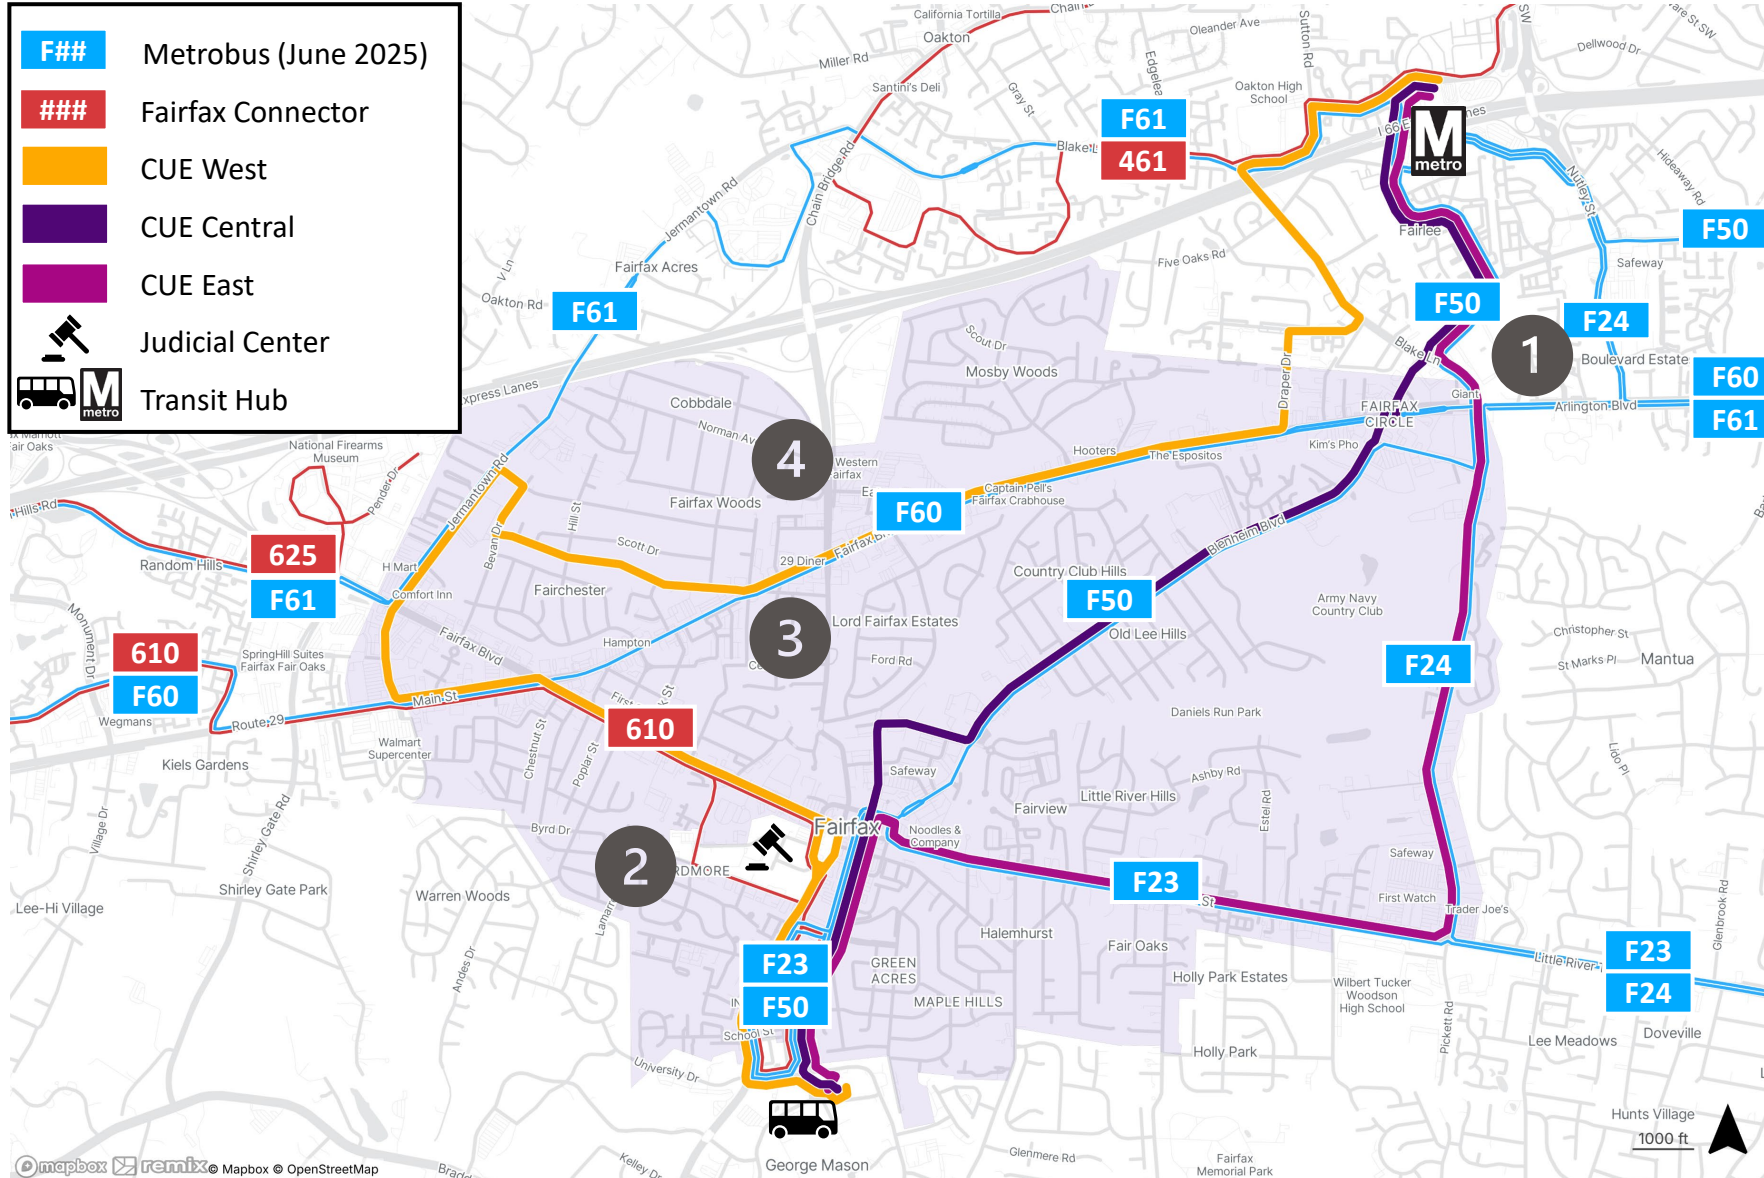 F## Metrobus (June 2025)
### Fairfax Connector
CUE West
CUE Central
CUE East
Judicial Center
M metro Transit Hub
California Tortilla
Oakton
Miller Rd
Santini's Deli
Gray St
Oleander Ave
Sutton Rd
Oakton High
School
Dellwood Dr
SW
F61
461
M
metro
Nutley St
Hideaway Rd
Chain Bridge Rd
Jermantown Rd
Fairfax Acres
V Ln
Oakton Rd
Five Oaks Rd
Fairlee
F50
Safeway
F61
F50
F24
1
Boulevard Estate
Scout Dr
Mosby Woods
Draper Dr
Blake Ln
Giant
F60
F61
Arlington Blvd
FAIRFAX
CIRCLE
Kim's Pho
Cobbdale
Norman Ave
4
Western
Hooters
The Espositos
Captain Pell's
Fairfax Crabhouse
National Firearms
Museum
Pender Dr
Jermantown Rd
Fairfax Woods
Hill St
Bevan Dr
Scott Dr
F60
29 Diner
Blenheim Blvd
625
F61
Random Hills
H Mart
Comfort Inn
Fairchester
Country Club Hills
F50
Army Navy
Country Club
Old Lee Hills
Lord Fairfax Estates
3
Hampton
Fairfax Blvd
Ford Rd
Monument Dr
610
F60
SpringHill Suites
Fairfax Fair Oaks
Wegmans
Route 29
Main St
Christopher St
St Marks Pl
Mantua
F24
Daniels Run Park
Lido Pl
610
Walmart
Supercenter
Kiels Gardens
Chestnut St
Poplar St
Safeway
Ashby Rd
Little River Hills
Fairview
Estel Rd
Village Dr
Shirley Gate Rd
Byrd Dr
Fairfax
Noodles &
Company
Safeway
2
RDMORE
F23
First Watch
Trader Joe's
Shirley Gate Park
Warren Woods
Lee-Hi Village
Glenbrook Rd
Halemhurst
Fair Oaks
Andes Dr
F23
F50
GREEN
ACRES
MAPLE HILLS
Holly Park Estates
Wilbert Tucker
Woodson
High School
F23
F24
School St
University Dr
Pickett Rd
Lee Meadows
Doveville
Holly Park
Hunts Village
1000 ft
George Mason
Kelley Dr
Glenmere Rd
Fairfax
Memorial Park
mapbox remix © Mapbox © OpenStreetMap